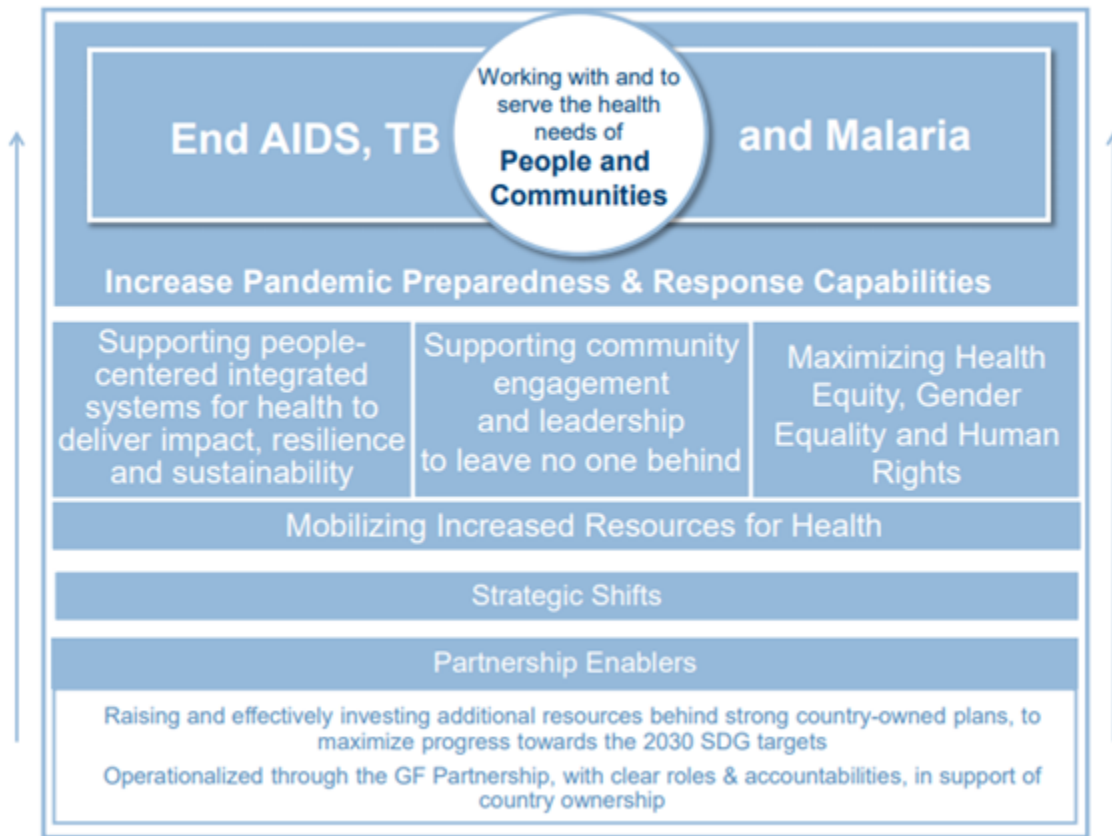 Working with and to
serve the health
needs of
People and
Communities
End AIDS, TB
and Malaria
Increase Pandemic Preparedness & Response Capabilities
Supporting people-
centered integrated
systems for health to
deliver impact, resilience
and sustainability
Supporting community
engagement
and leadership
to leave no one behind
Maximizing Health
Equity, Gender
Equality and Human
Rights
Mobilizing Increased Resources for Health
Strategic Shifts
Partnership Enablers
Raising and effectively investing additional resources behind strong country-owned plans, to
maximize progress towards the 2030 SDG targets
Operationalized through the GF Partnership, with clear roles & accountabilities, in support of
country ownership